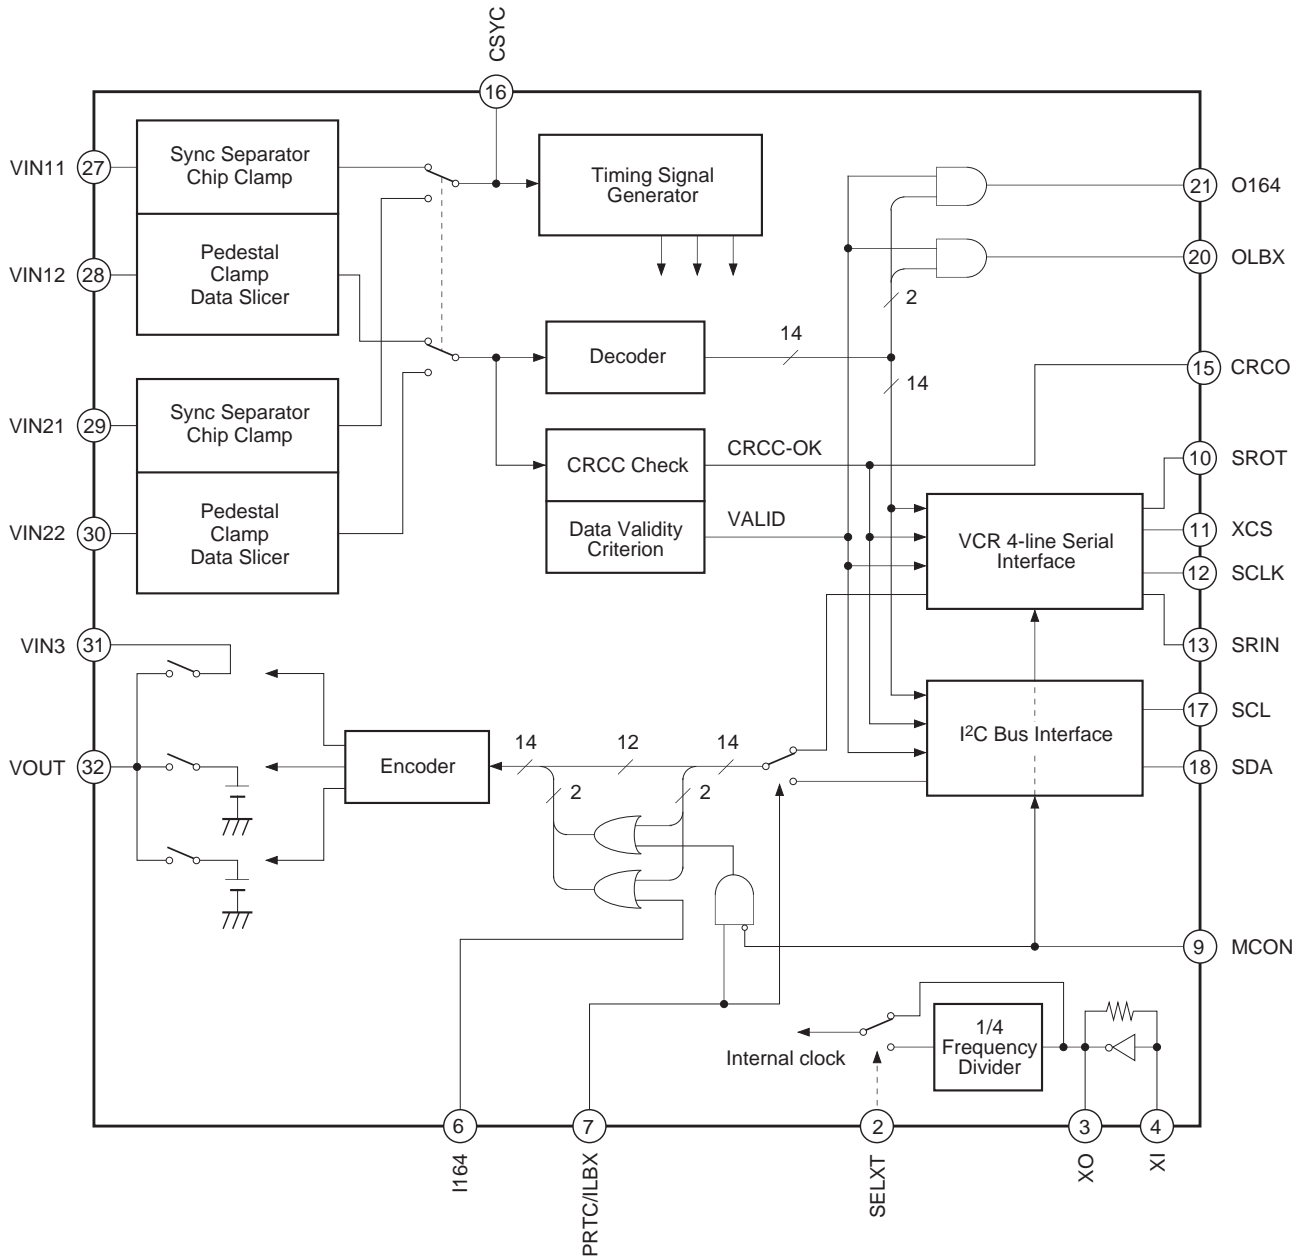 CSYC
16
VIN11
27
Sync Separator
Chip Clamp
Timing Signal
Generator
21
O164
VIN12
28
Pedestal
Clamp
Data Slicer
20
OLBX
2
Decoder
14
14
15
CRCO
VIN21
29
Sync Separator
Chip Clamp
CRCC Check
CRCC-OK
10
SROT
VIN22
30
Pedestal
Clamp
Data Slicer
Data Validity
Criterion
VALID
VCR 4-line Serial
Interface
11
XCS
12
SCLK
VIN3
31
13
SRIN
17
SCL
I2C Bus Interface
VOUT
32
Encoder
14
12
14
18
SDA
2
2
9
MCON
Internal clock
1/4
Frequency
Divider
6
7
2
3
4
I164
PRTC/ILBX
SELXT
XO
XI